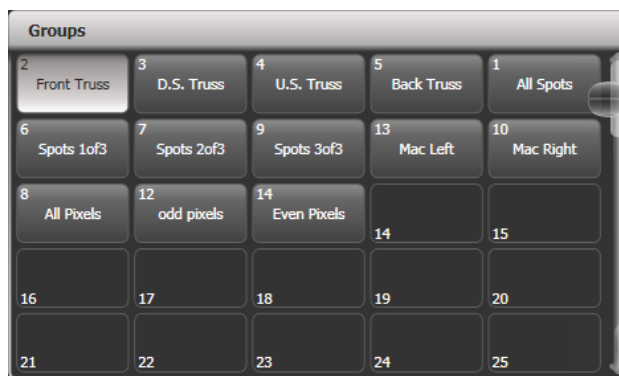 Groups
2 Front Truss
3 D.S. Truss
4 U.S. Truss
5 Back Truss
1 All Spots
6 Spots 1of3
7 Spots 2of3
9 Spots 3of3
13 Mac Left
10 Mac Right
8 All Pixels
12 odd pixels
14 Even Pixels
14
15
16
17
18
19
20
21
22
23
24
25